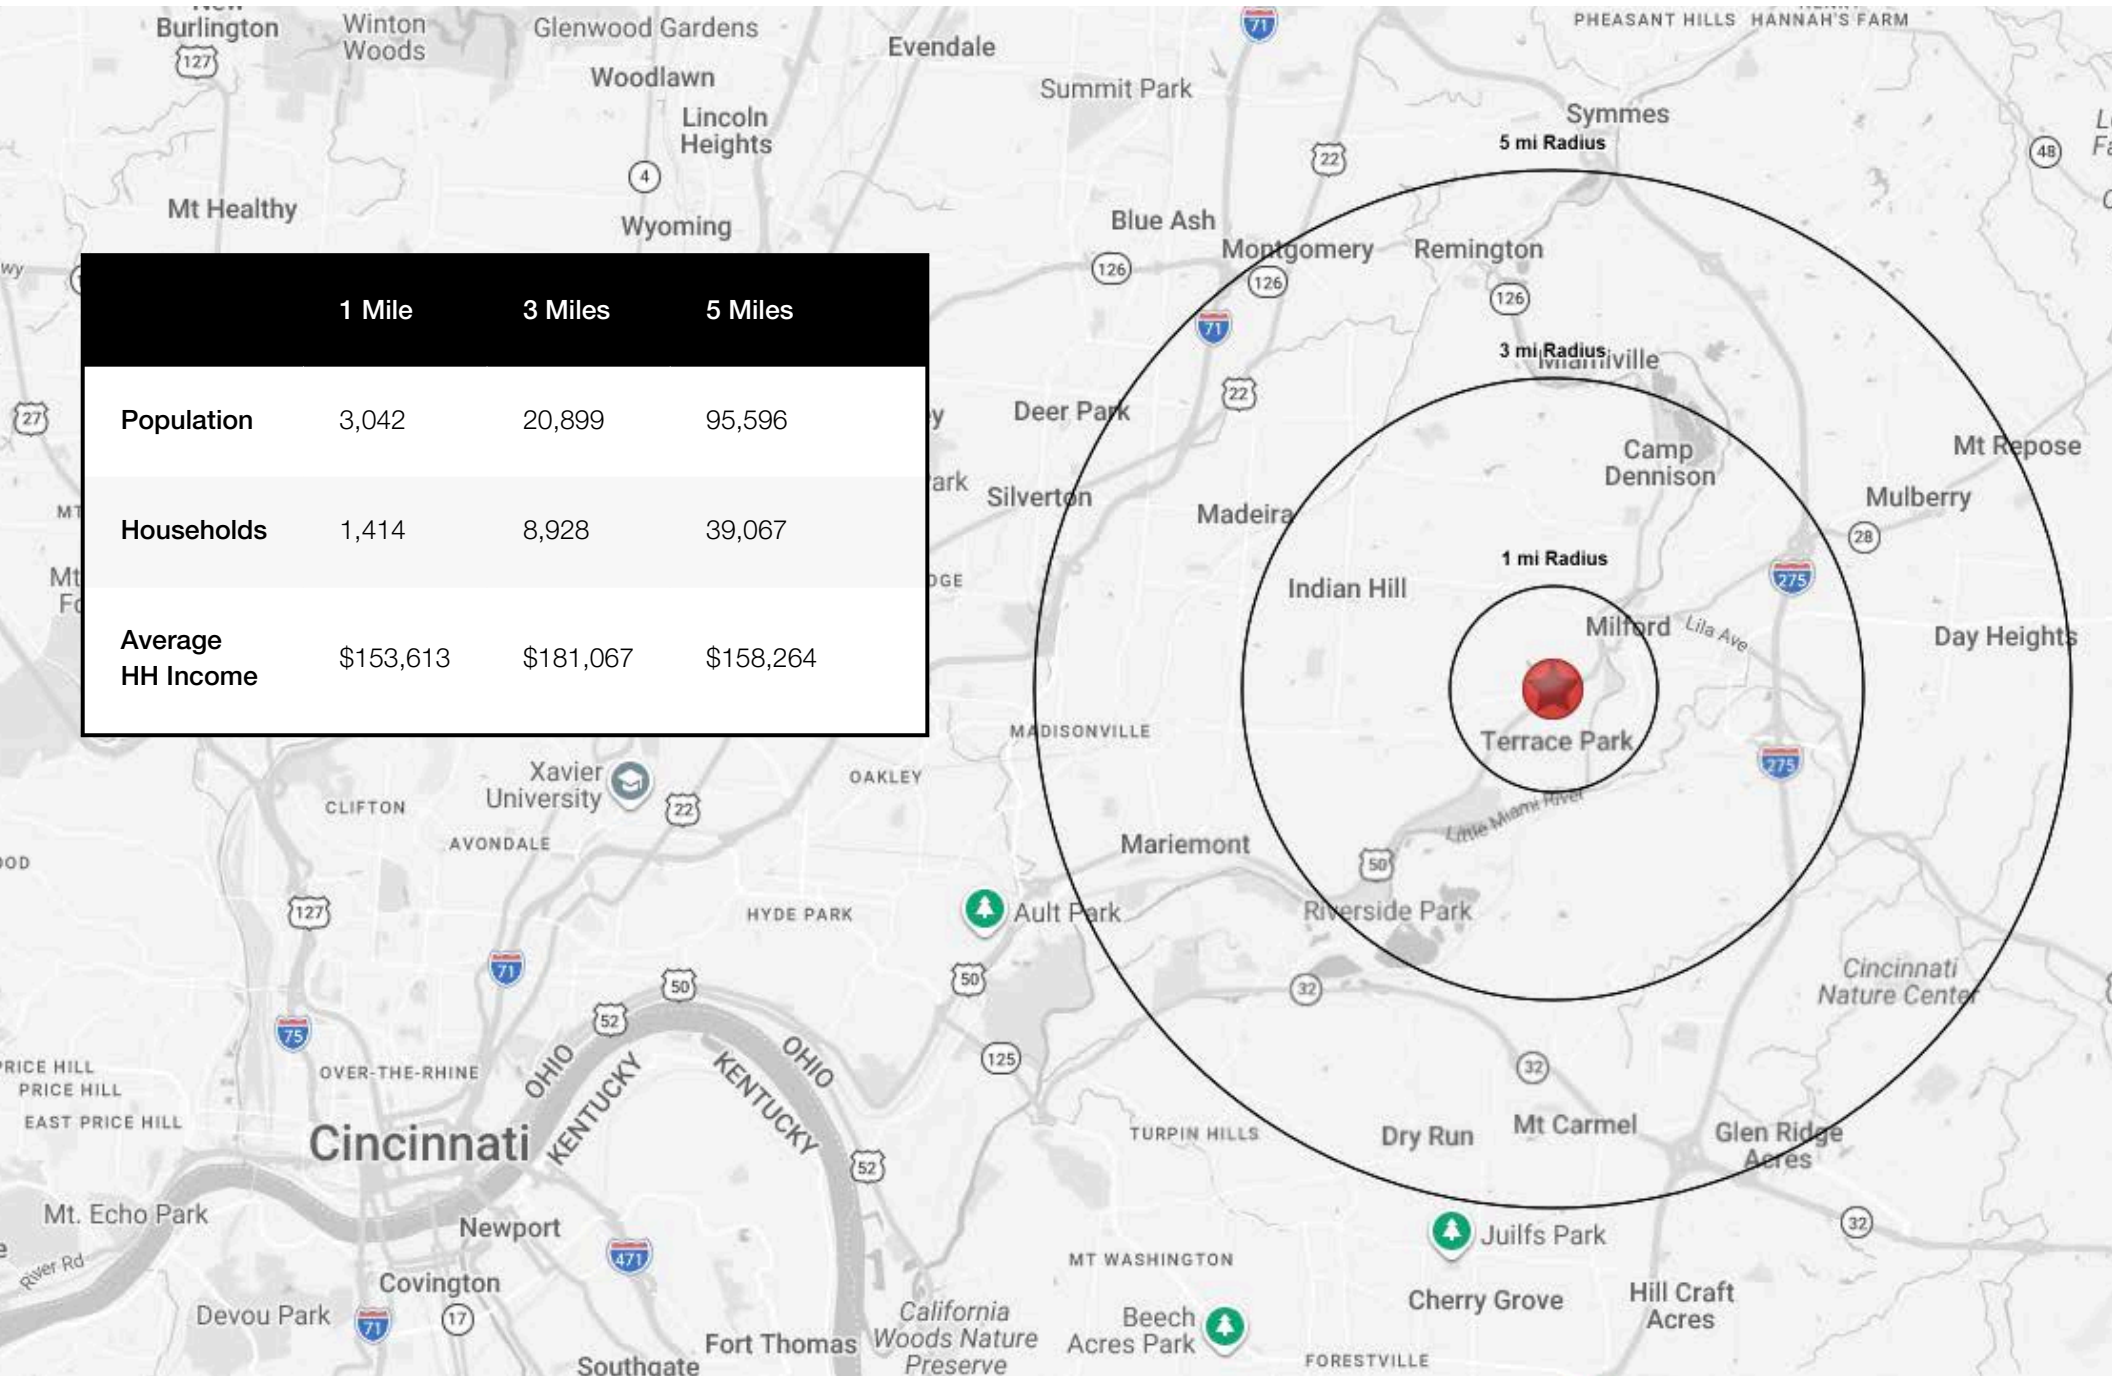 Burlington
127
Winton
Woods
Glenwood Gardens
Woodlawn
Lincoln
Heights
4
Wyoming
Mt Healthy
Evendale
Summit Park
71
22
PHEASANT HILLS
HANNAH'S FARM
Symmes
5 mi Radius
48
Blue Ash
Montgomery
Remington
126
126
126
71
3 mi Radius
Miamiville
22
Deer Park
Camp
Dennison
Mt Repose
Silverton
Madeira
Mulberry
28
1 mi Radius
Indian Hill
275
Milford
Lila Ave
Day Heights
Terrace Park
MADISONVILLE
275
Little Miami River
27
1 Mile 3 Miles 5 Miles
Population 3,042 20,899 95,596
Households 1,414 8,928 39,067
Average
HH Income $153,613 $181,067 $158,264
Xavier
University
22
OAKLEY
CLIFTON
AVONDALE
Mariemont
50
127
HYDE PARK
Ault Park
Riverside Park
71
50
50
32
Cincinnati
Nature Center
52
75
OHIO
KENTUCKY
OHIO
KENTUCKY
125
32
PRICE HILL
PRICE HILL
OVER-THE-RHINE
EAST PRICE HILL
Cincinnati
TURPIN HILLS
Dry Run
Mt Carmel
Glen Ridge
Acres
52
Mt. Echo Park
Newport
Juilfs Park
32
River Rd
471
MT WASHINGTON
Covington
Devou Park
71
17
California
Woods Nature
Preserve
Beech
Acres Park
Cherry Grove
Hill Craft
Acres
Fort Thomas
Southgate
FORESTVILLE